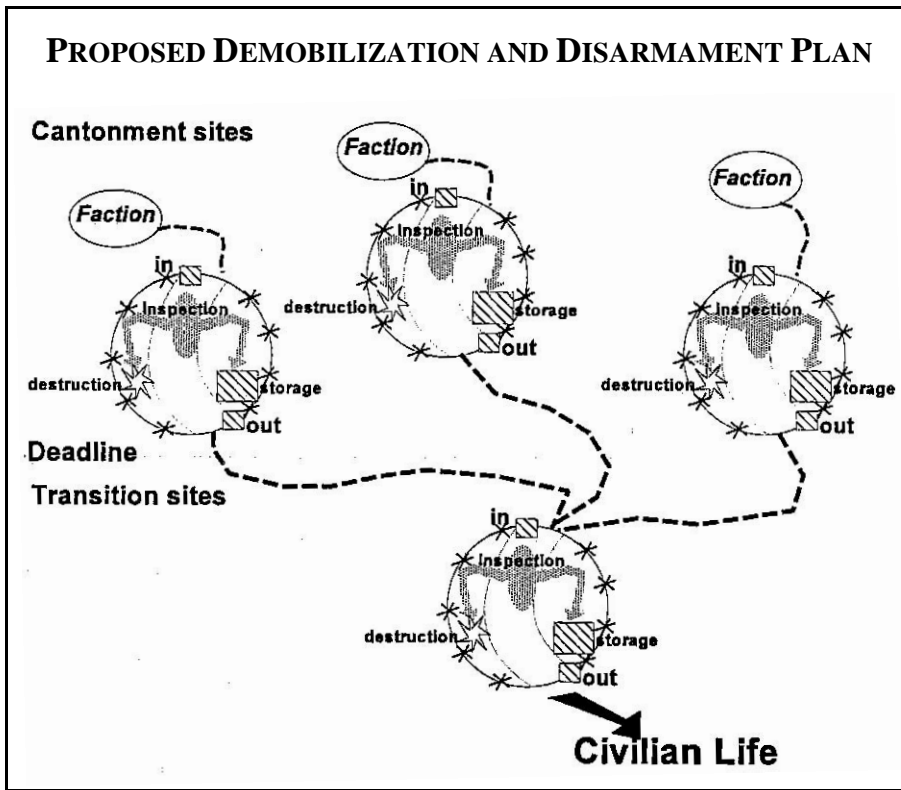 PROPOSED DEMOBILIZATION AND DISARMAMENT PLAN
Cantonment sites
Faction
in
Inspection
destruction
storage
out
Faction
in
Inspection
destruction
storage
out
Faction
in
Inspection
destruction
storage
out
Deadline
Transition sites
in
Inspection
destruction
storage
out
Civilian Life